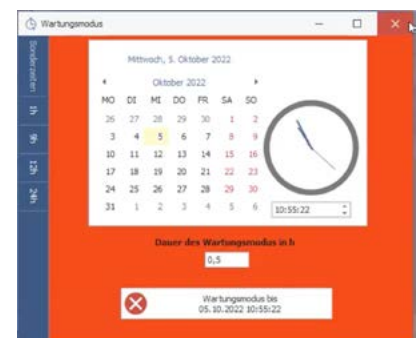 Wartungsmodus
Sonderzeiten
1h
9h
12h
24h
Mittwoch, 5. Oktober 2022
Oktober 2022
MO DI MI DO FR SA SO
26 27 28 29 30 1 2
3 4 5 6 7 8 9
10 11 12 13 14 15 16
17 18 19 20 21 22 23
24 25 26 27 28 29 30
31 1 2 3 4 5 6
10:55:22
Dauer des Wartungsmodus in h
0,5
Wartungsmodus bis
05.10.2022 10:55:22